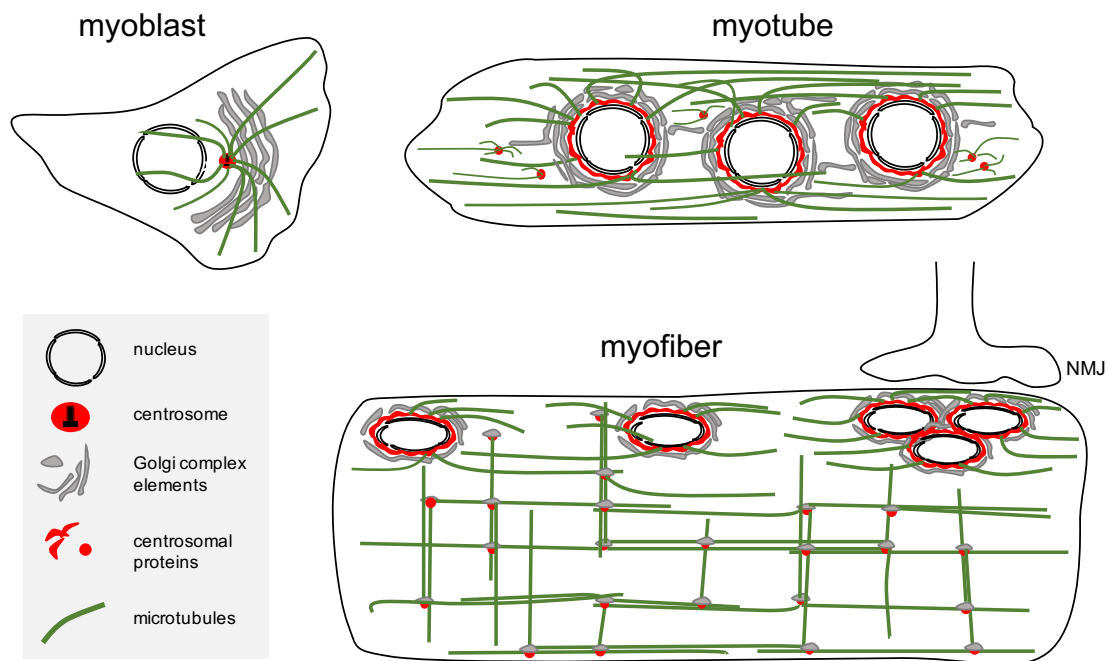 myoblast
myotube
nucleus
centrosome
Golgi complex
elements
centrosomal
proteins
microtubules
myofiber
NMJ